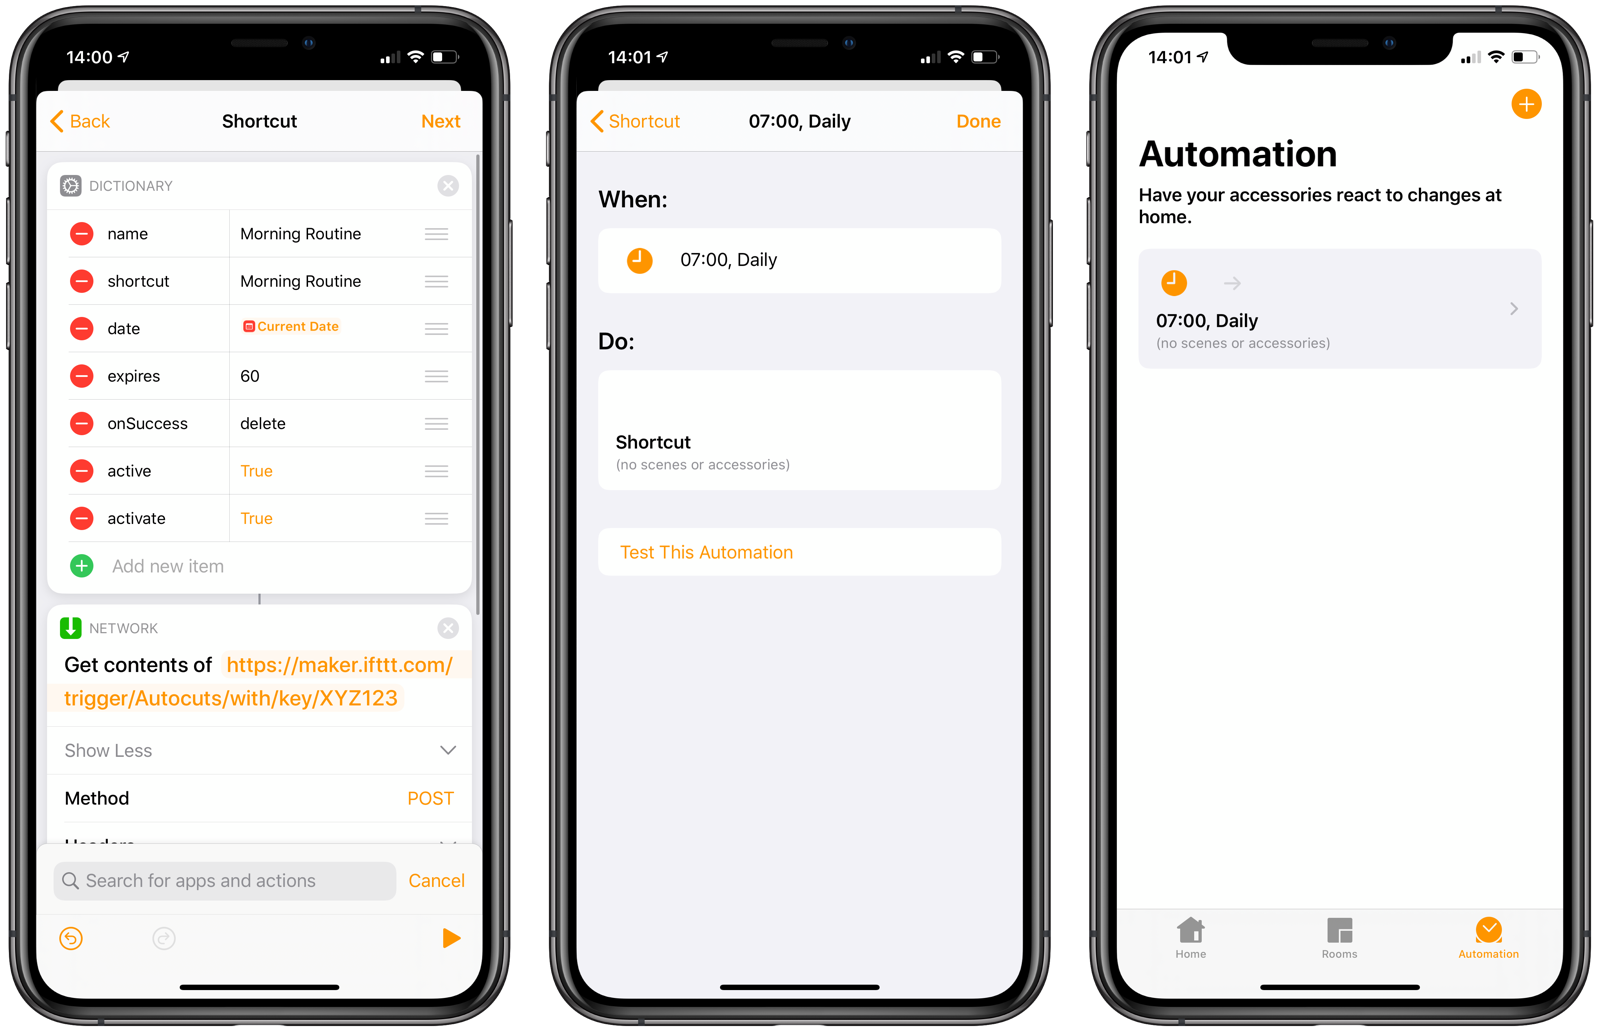 14:00
Back Shortcut Next
DICTIONARY
name Morning Routine
shortcut Morning Routine
date Current Date
expires 60
onSuccess delete
active True
activate True
Add new item
NETWORK
Get contents of https://maker.ifttt.com/
trigger/Autocuts/with/key/XYZ123
Show Less
Method POST
Headers
Search for apps and actions Cancel
14:01
Shortcut 07:00, Daily Done
When:
07:00, Daily
Do:
Shortcut
(no scenes or accessories)
Test This Automation
14:01
Automation
Have your accessories react to changes at
home.
07:00, Daily
(no scenes or accessories)
Home Rooms Automation